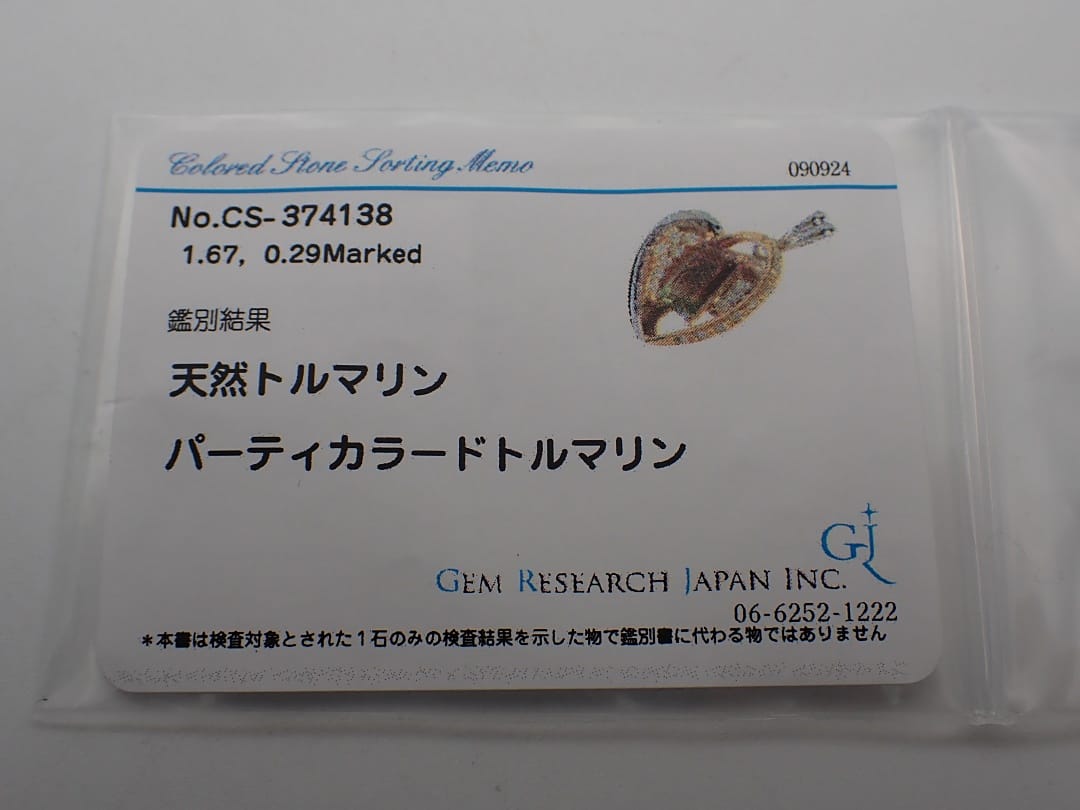 Colored Stone Sorting Memo
090924
No.CS-374138
1.67, 0.29Marked
鑑別結果
天然トルマリン
パーティカラードトルマリン
GJ
GEM RESEARCH JAPAN INC.
06-6252-1222
*本書は検査対象とされた1石のみの検査結果を示した物で鑑別書に代わる物ではありません